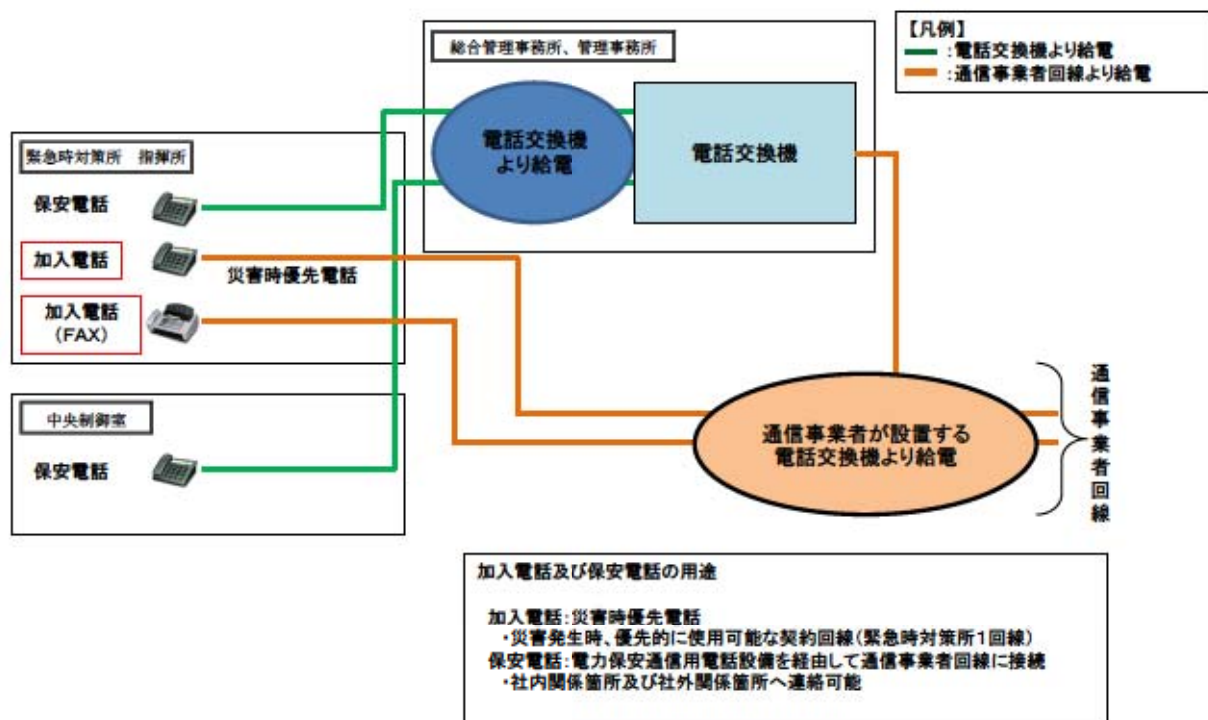 【凡例】
:電話交換機より給電
:通信事業者回線より給電
総合管理事務所、管理事務所
電話交換機
より給電
電話交換機
緊急時対策所 指揮所
保安電話
加入電話
災害時優先電話
加入電話
(FAX)
中央制御室
保安電話
通信事業者が設置する
電話交換機より給電
通信事業者回線
加入電話及び保安電話の用途
加入電話:災害時優先電話
・災害発生時、優先的に使用可能な契約回線(緊急時対策所1回線)
保安電話:電力保安通信用電話設備を経由して通信事業者回線に接続
・社内関係箇所及び社外関係箇所へ連絡可能